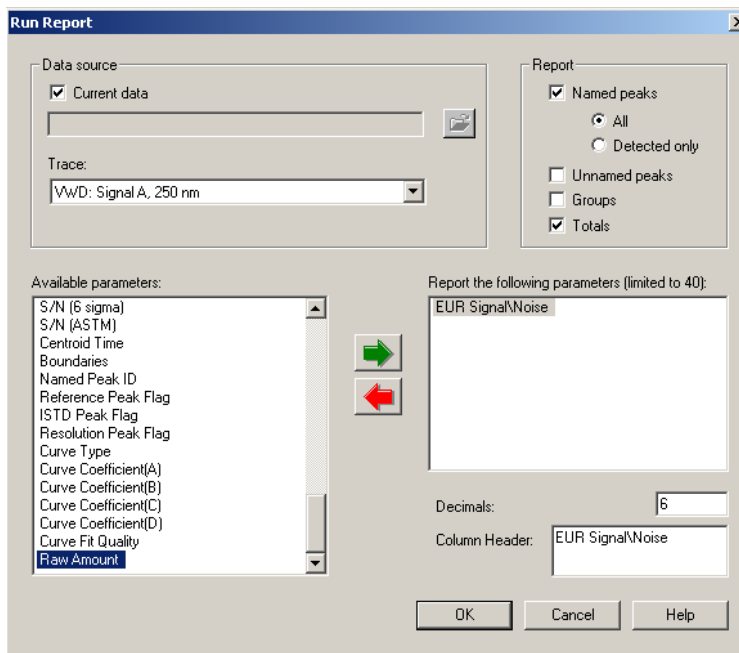 Run Report
Data source
Current data
Trace:
VWD: Signal A, 250 nm
Report
Named peaks
All
Detected only
Unnamed peaks
Groups
Totals
Available parameters:
S/N (6 sigma)
S/N (ASTM)
Centroid Time
Boundaries
Named Peak ID
Reference Peak Flag
ISTD Peak Flag
Resolution Peak Flag
Curve Type
Curve Coefficient(A)
Curve Coefficient(B)
Curve Coefficient(C)
Curve Coefficient(D)
Curve Fit Quality
Raw Amount
Report the following parameters (limited to 40):
EUR Signal\Noise
Decimals:
6
Column Header:
EUR Signal\Noise
OK
Cancel
Help